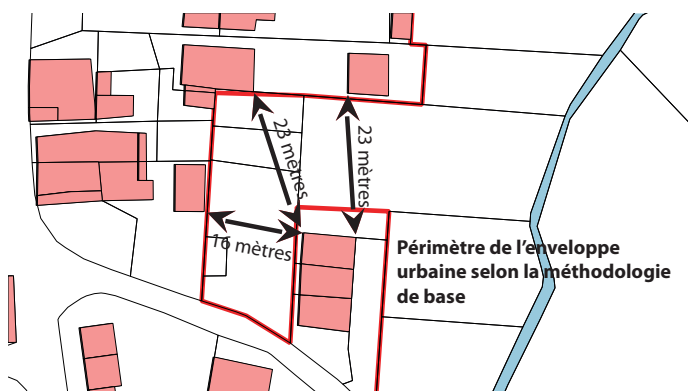 23 mètres
23 mètres
16 mètres
Périmètre de l'enveloppe
urbaine selon la méthodologie
de base